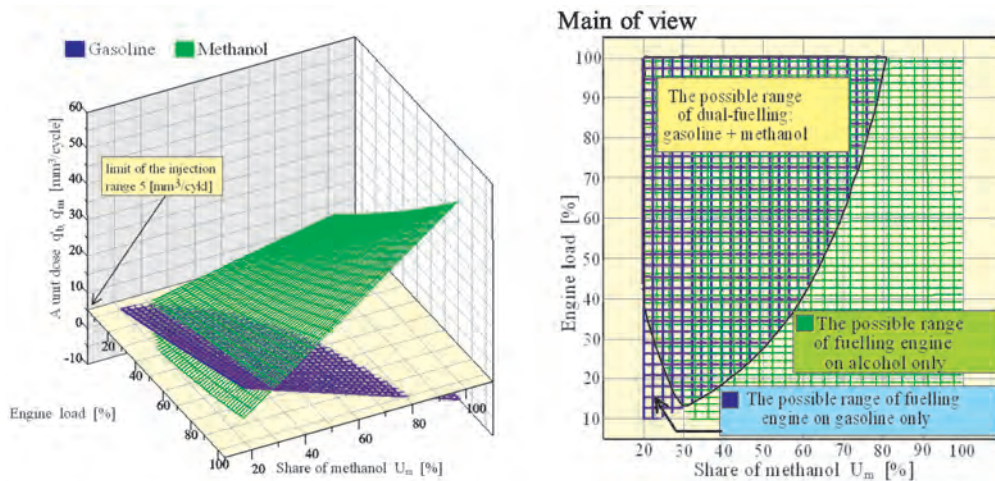 Gasoline Methanol
A unit dose q'b, q'm [mm³/cycle]
60
50
40
30
20
10
0
-10
limit of the injection
range 5 [mm³/cykl]
20
40
60
80
100
Engine load [%]
20
40
60
80
100
Share of methanol Um [%]
Main of view
Engine load [%]
100
90
80
70
60
50
40
30
20
10
The possible range
of dual-fuelling:
gasoline + methanol
The possible range
of fuelling engine
on alcohol only
The possible range of fuelling
engine on gasoline only
20 30 40 50 60 70 80 90 100
Share of methanol Um [%]